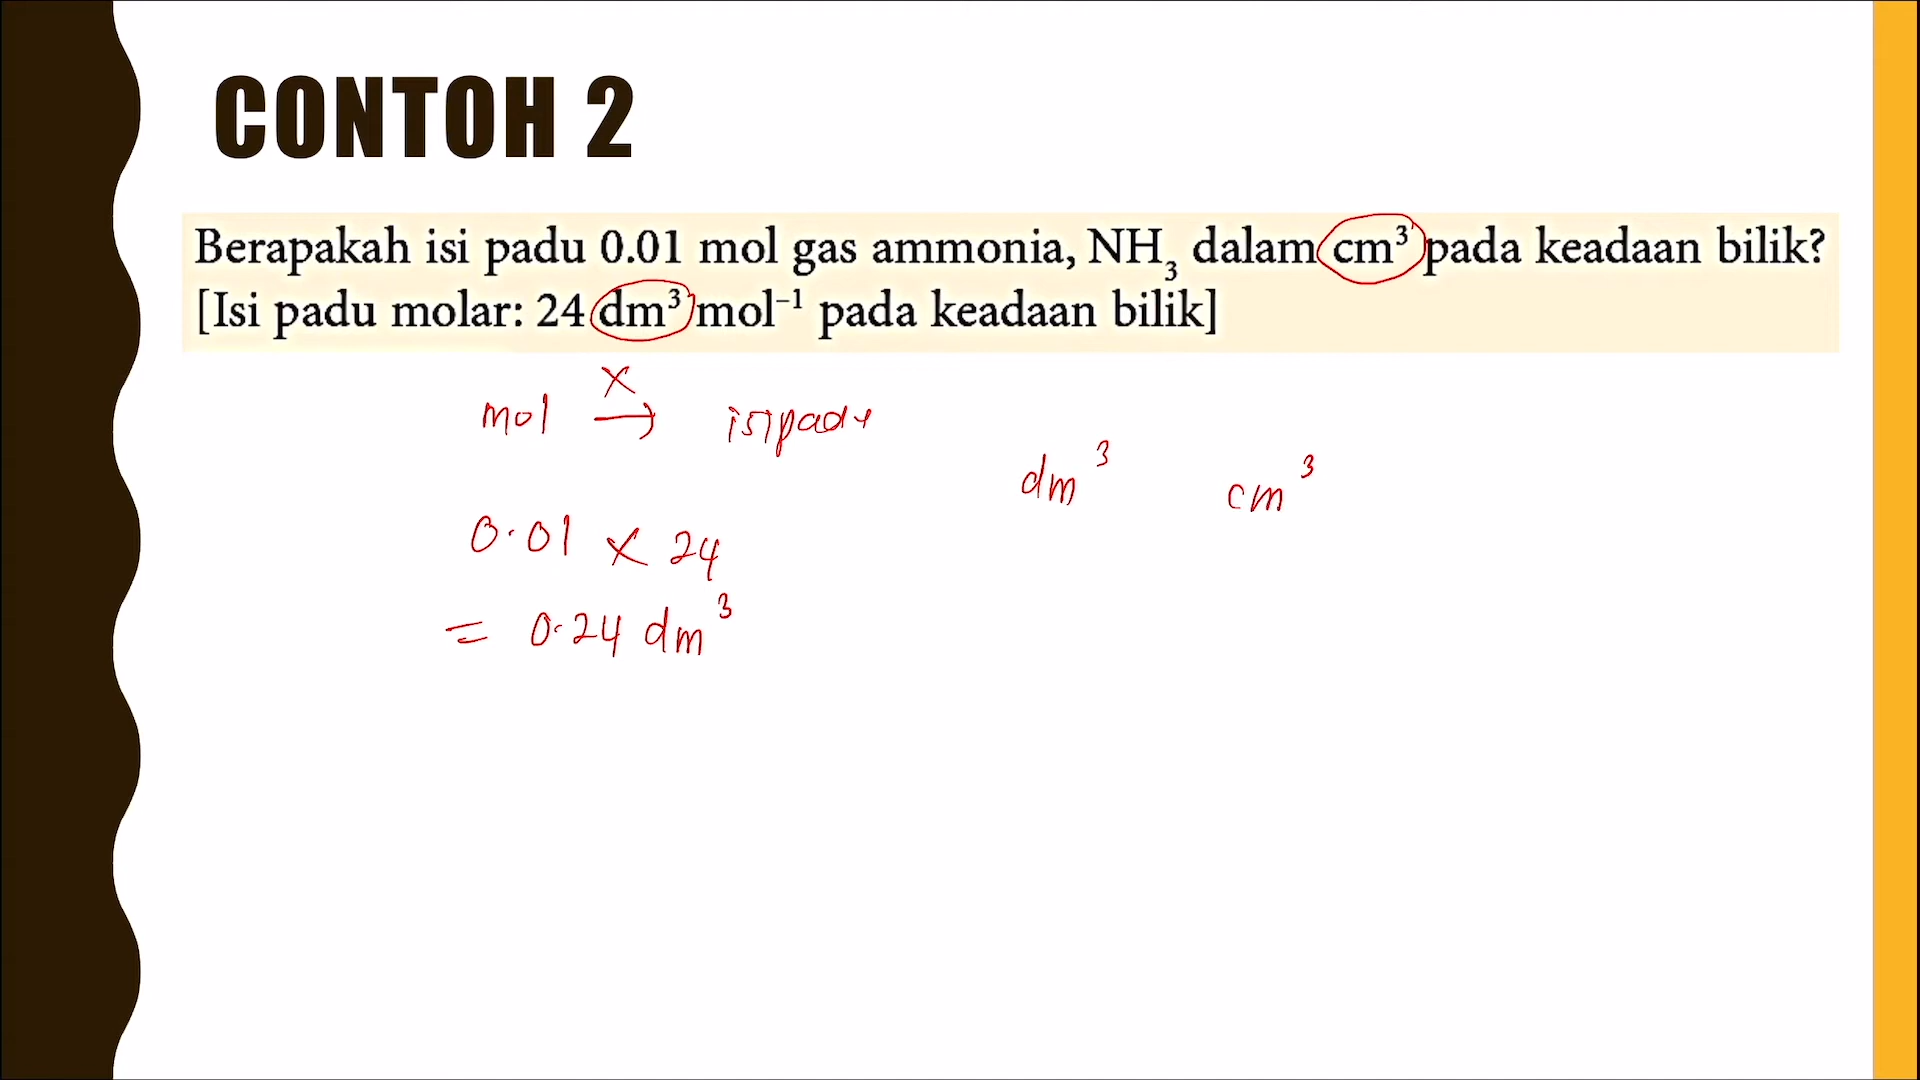 CONTOH 2
Berapakah isi padu 0.01 mol gas ammonia, NH₃ dalam cm³ pada keadaan bilik?
[Isi padu molar: 24 dm³ mol⁻¹ pada keadaan bilik]
x
mol → isipadu
dm³ cm³
0.01 x 24
= 0.24 dm³